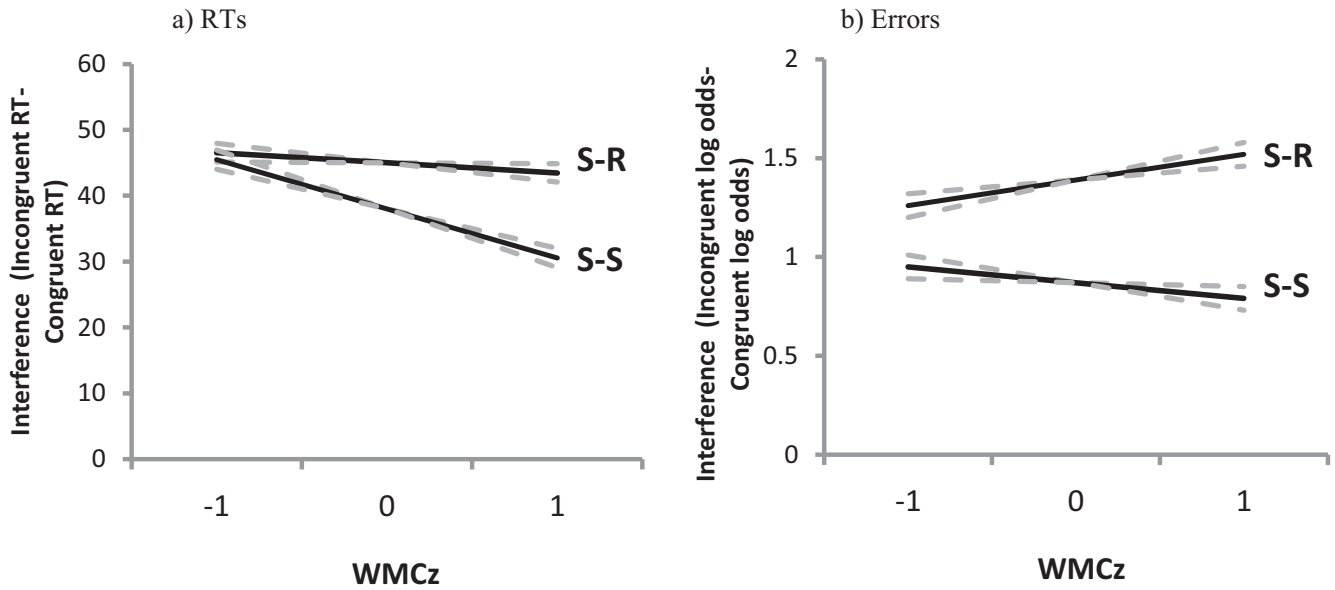 a) RTs
Interference (Incongruent RT-
Congruent RT)
60
50
40
30
20
10
0
S-R
S-S
-1 0 1
WMCz
b) Errors
Interference (Incongruent log odds-
Congruent log odds)
2
1.5
1
0.5
0
S-R
S-S
-1 0 1
WMCz